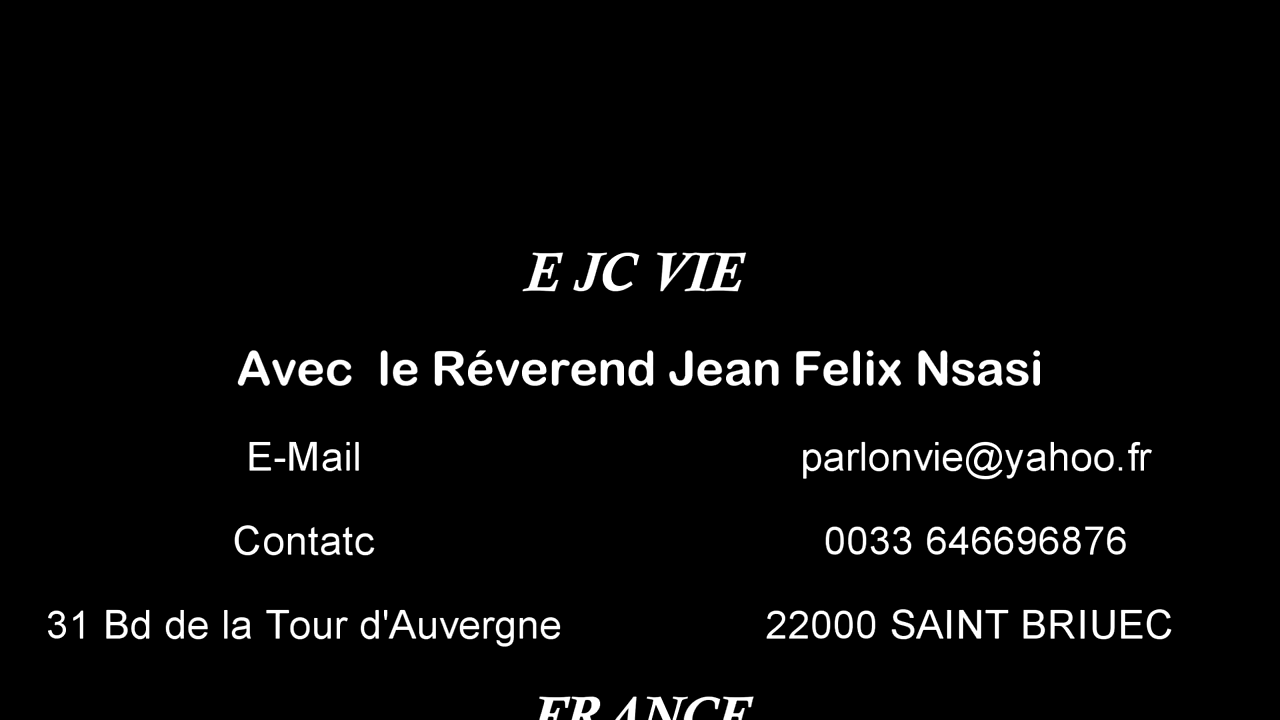 E JC VIE
Avec le Réverend Jean Felix Nsasi
E-Mail parlonvie@yahoo.fr
Contatc 0033 646696876
31 Bd de la Tour d'Auvergne 22000 SAINT BRIUEC
FRANCE